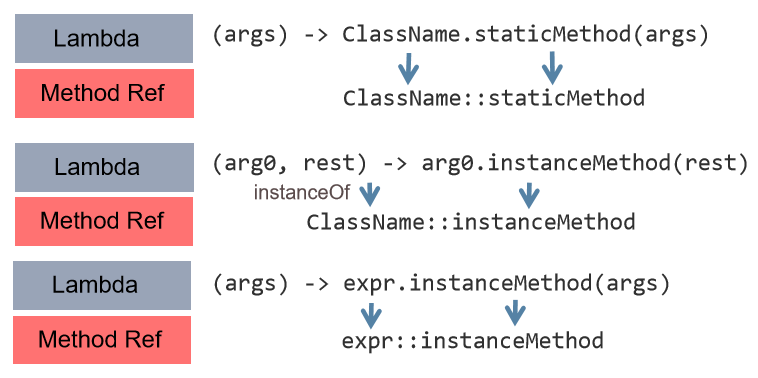 Lambda (args) -> ClassName.staticMethod(args)
Method Ref ClassName::staticMethod
Lambda (arg0, rest) -> arg0.instanceMethod(rest)
instanceOf
Method Ref ClassName::instanceMethod
Lambda (args) -> expr.instanceMethod(args)
Method Ref expr::instanceMethod